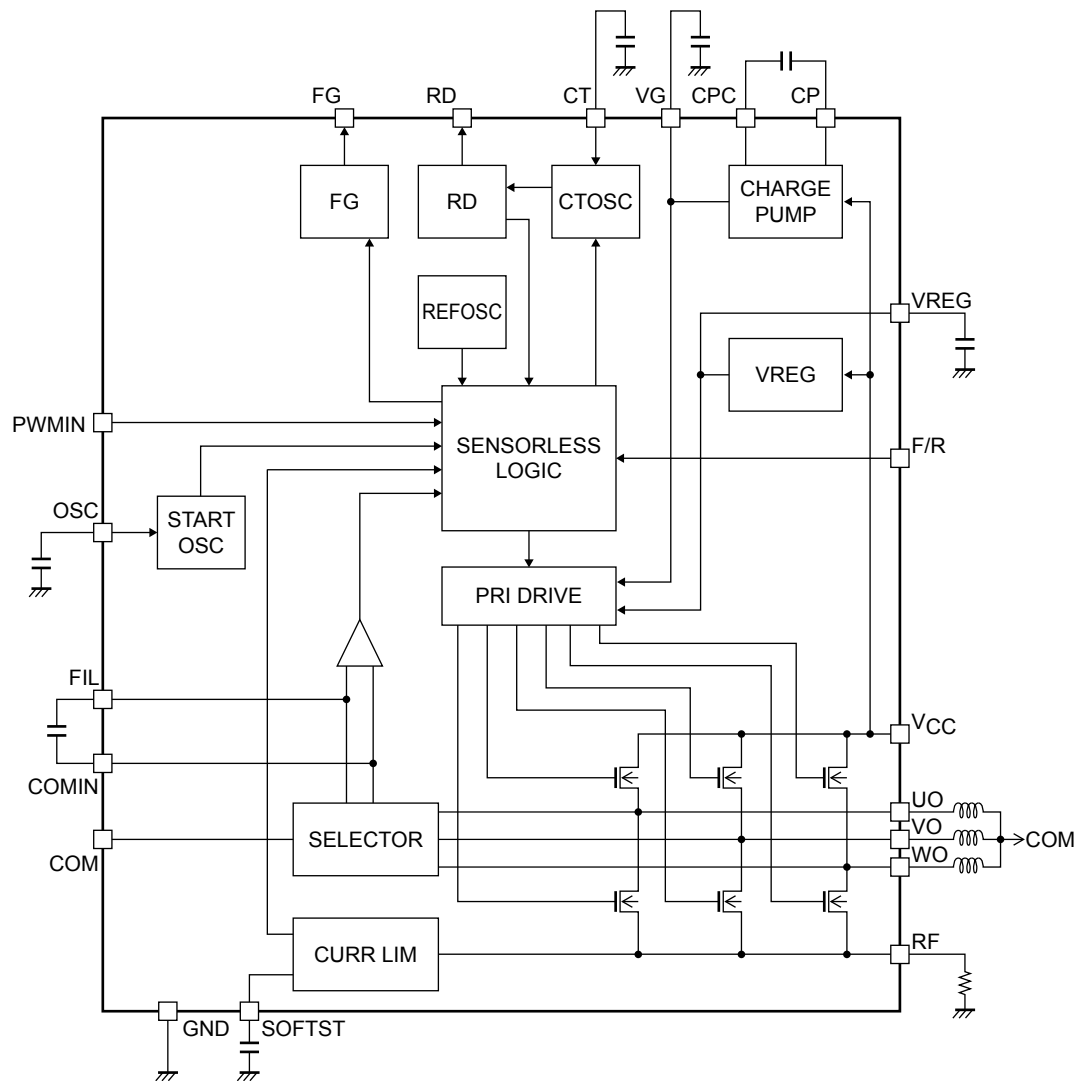 FG
RD
CT
VG
CPC
CP
FG
RD
CTOSC
CHARGE
PUMP
REFOSC
VREG
VREG
PWMIN
SENSORLESS
LOGIC
F/R
OSC
START
OSC
PRI DRIVE
FIL
VCC
COMIN
UO
SELECTOR
VO
COM
COM
WO
CURR LIM
RF
GND
SOFTST